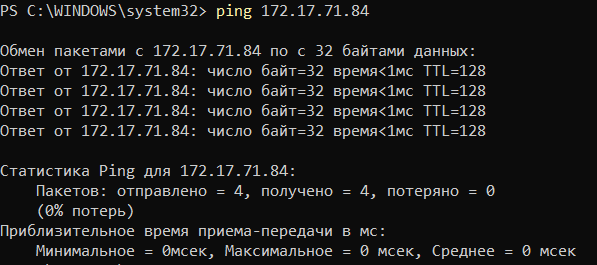 PS C:\WINDOWS\system32> ping 172.17.71.84
Обмен пакетами с 172.17.71.84 по с 32 байтами данных:
Ответ от 172.17.71.84: число байт=32 время<1мс TTL=128
Ответ от 172.17.71.84: число байт=32 время<1мс TTL=128
Ответ от 172.17.71.84: число байт=32 время<1мс TTL=128
Ответ от 172.17.71.84: число байт=32 время<1мс TTL=128
Статистика Ping для 172.17.71.84:
Пакетов: отправлено = 4, получено = 4, потеряно = 0
(0% потерь)
Приблизительное время приема-передачи в мс:
Минимальное = 0мсек, Максимальное = 0 мсек, Среднее = 0 мсек